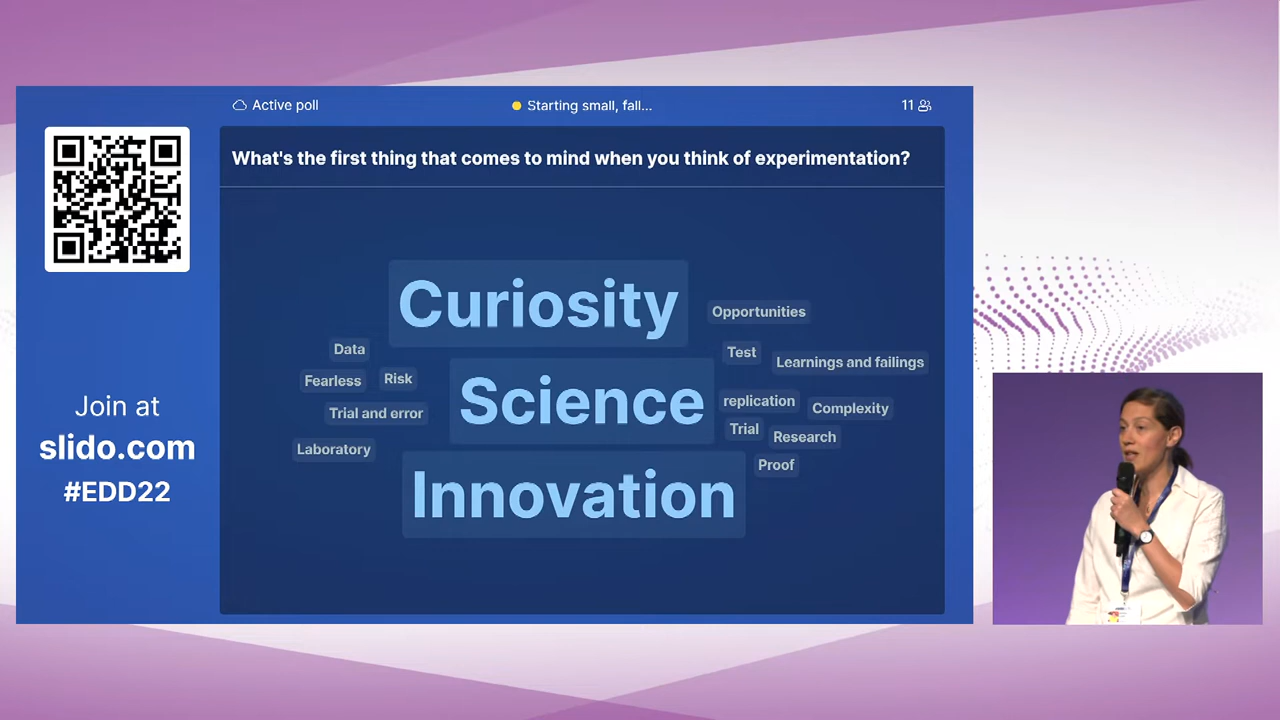 Active poll
Starting small, fall...
11
What's the first thing that comes to mind when you think of experimentation?
Curiosity
Opportunities
Data
Test
Learnings and failings
Fearless
Risk
Science
replication
Complexity
Trial and error
Trial
Research
Laboratory
Proof
Innovation
Join at
slido.com
#EDD22